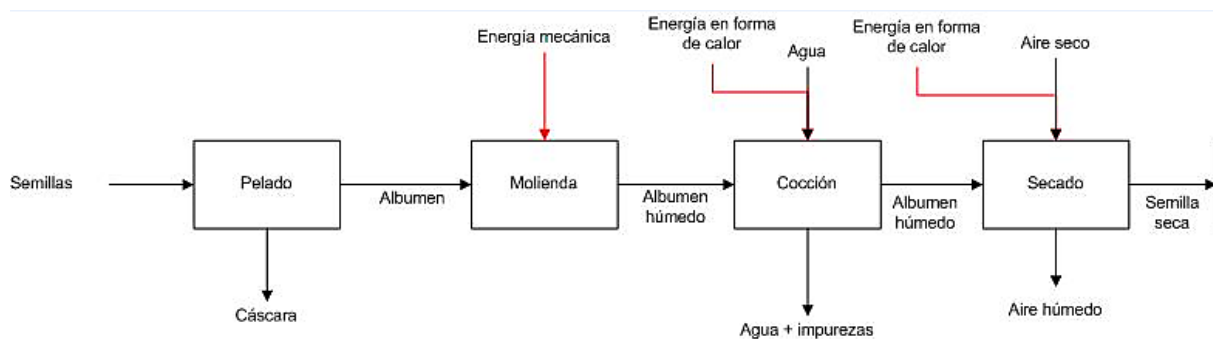 Energía mecánica
Energía en forma
de calor
Agua
Energía en forma
de calor
Aire seco
Semillas
Pelado
Albumen
Molienda
Albumen
húmedo
Cocción
Albumen
húmedo
Secado
Semilla
seca
Cáscara
Agua + impurezas
Aire húmedo